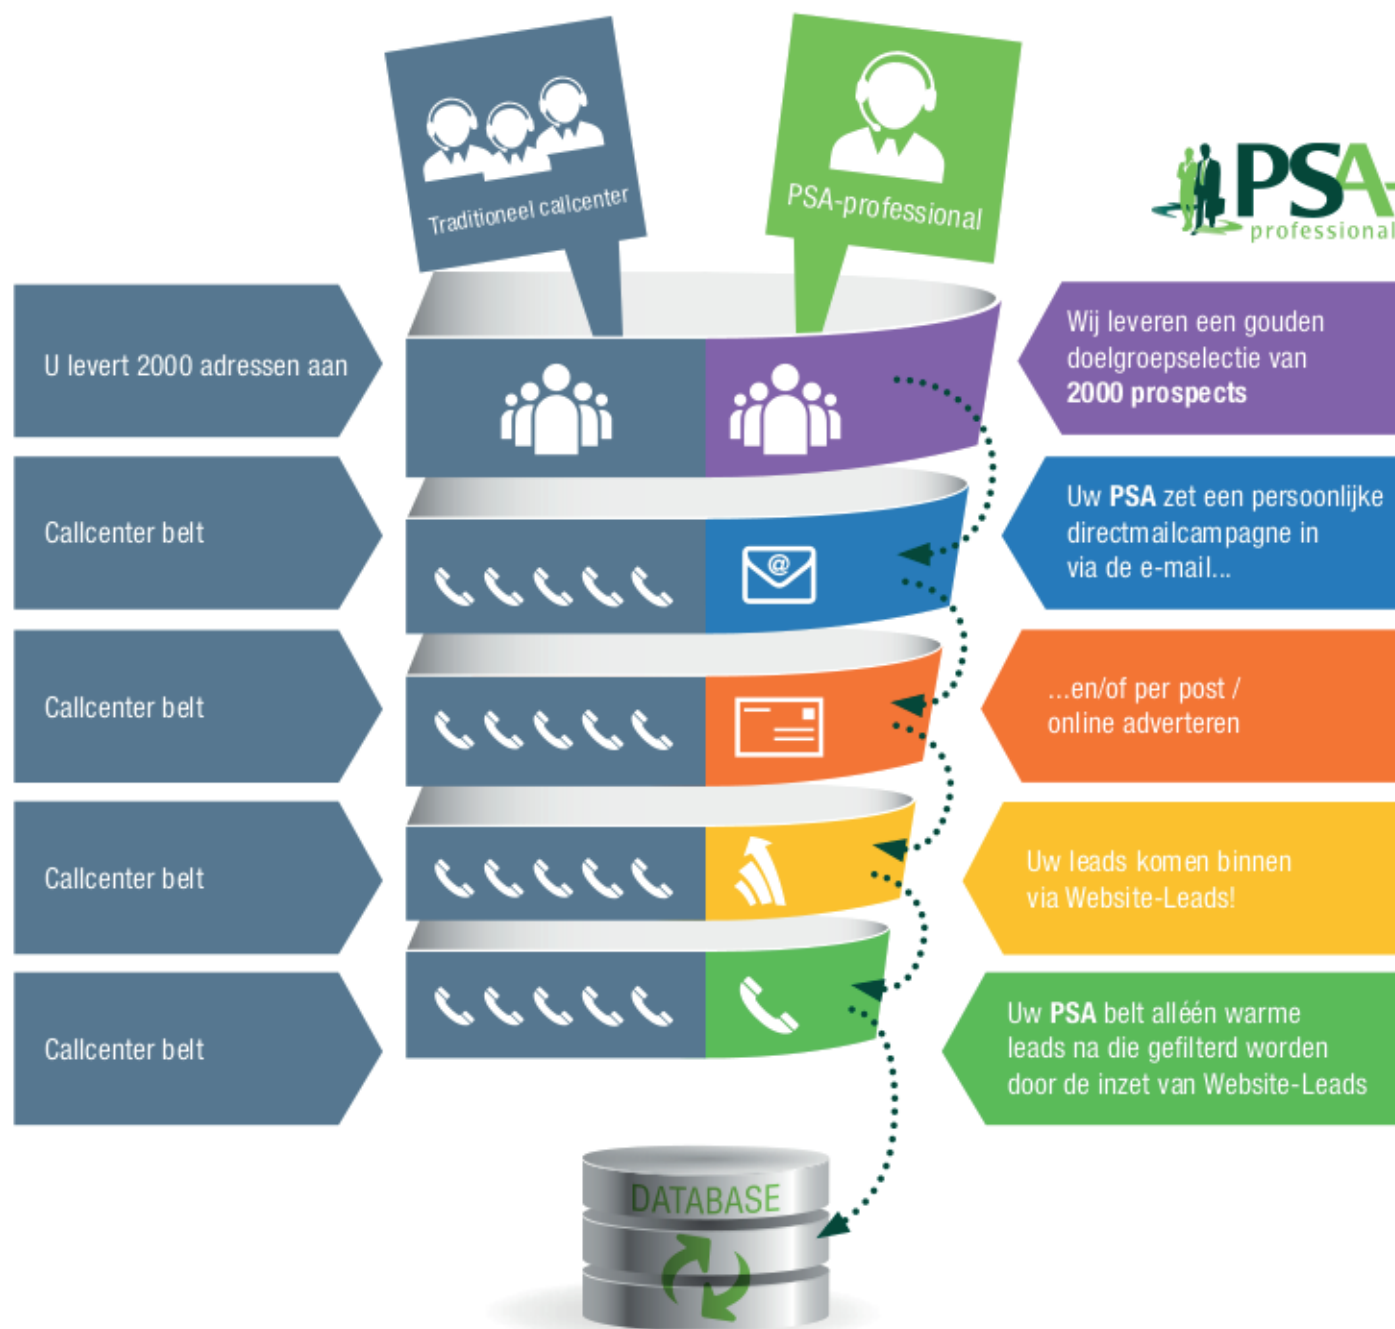 Traditioneel callcenter
PSA-professional
PSA-
professional
U levert 2000 adressen aan
Wij leveren een gouden
doelgroepselectie van
2000 prospects
Callcenter belt
Uw PSA zet een persoonlijke
directmailcampagne in
via de e-mail...
@
Callcenter belt
...en/of per post /
online adverteren
Callcenter belt
Uw leads komen binnen
via Website-Leads!
Callcenter belt
Uw PSA belt alléén warme
leads na die gefilterd worden
door de inzet van Website-Leads
DATABASE